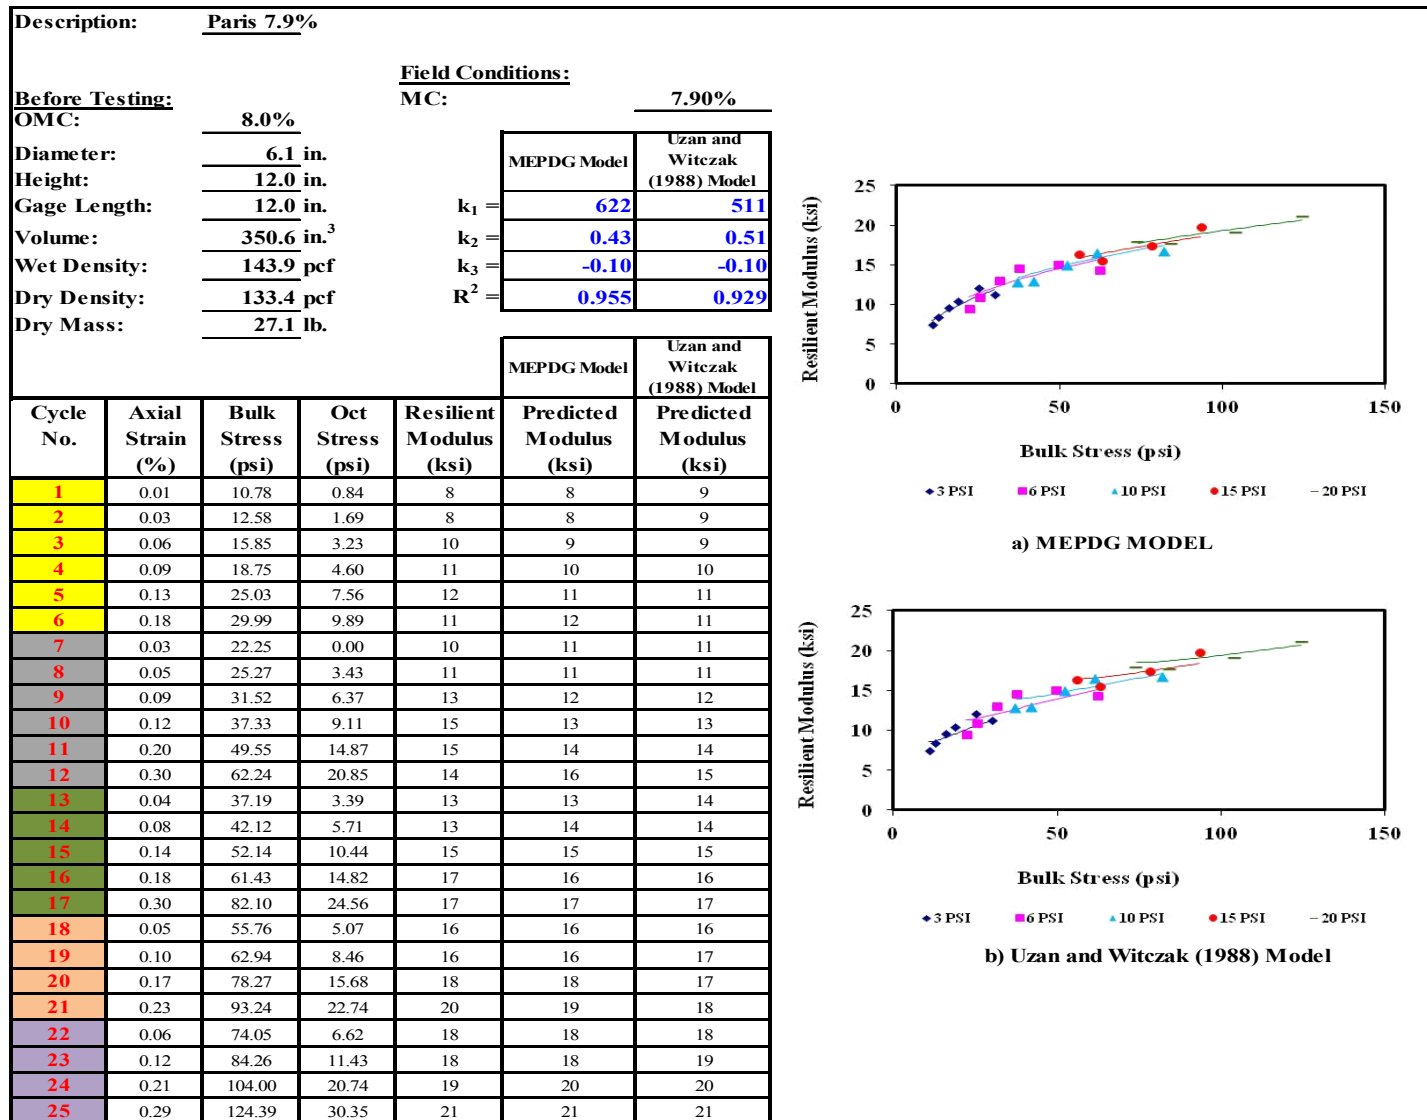 Description: Paris 7.9%
Field Conditions:
Before Testing: MC: 7.90%
OMC: 8.0%
Diameter: 6.1 in.
Height: 12.0 in.
Gage Length: 12.0 in.
Volume: 350.6 in.³
Wet Density: 143.9 pcf
Dry Density: 133.4 pcf
Dry Mass: 27.1 lb.
MEPDG Model Uzan and Witczak (1988) Model
k₁ = 622 511
k₂ = 0.43 0.51
k₃ = -0.10 -0.10
R² = 0.955 0.929
MEPDG Model Uzan and Witczak (1988) Model
Cycle No. Axial Strain (%) Bulk Stress (psi) Oct Stress (psi) Resilient Modulus (ksi) Predicted Modulus (ksi) Predicted Modulus (ksi)
1 0.01 10.78 0.84 8 8 9
2 0.03 12.58 1.69 8 8 9
3 0.06 15.85 3.23 10 9 9
4 0.09 18.75 4.60 11 10 10
5 0.13 25.03 7.56 12 11 11
6 0.18 29.99 9.89 11 12 11
7 0.03 22.25 0.00 10 11 11
8 0.05 25.27 3.43 11 11 11
9 0.09 31.52 6.37 13 12 12
10 0.12 37.33 9.11 15 13 13
11 0.20 49.55 14.87 15 14 14
12 0.30 62.24 20.85 14 16 15
13 0.04 37.19 3.39 13 13 14
14 0.08 42.12 5.71 13 14 14
15 0.14 52.14 10.44 15 15 15
16 0.18 61.43 14.82 17 16 16
17 0.30 82.10 24.56 17 17 17
18 0.05 55.76 5.07 16 16 16
19 0.10 62.94 8.46 16 16 17
20 0.17 78.27 15.68 18 18 17
21 0.23 93.24 22.74 20 19 18
22 0.06 74.05 6.62 18 18 18
23 0.12 84.26 11.43 18 18 19
24 0.21 104.00 20.74 19 20 20
25 0.29 124.39 30.35 21 21 21
Resilient Modulus (ksi)
25
20
15
10
5
0
0 50 100 150
Bulk Stress (psi)
3 PSI 6 PSI 10 PSI 15 PSI 20 PSI
a) MEPDG MODEL
Resilient Modulus (ksi)
25
20
15
10
5
0
0 50 100 150
Bulk Stress (psi)
3 PSI 6 PSI 10 PSI 15 PSI 20 PSI
b) Uzan and Witczak (1988) Model